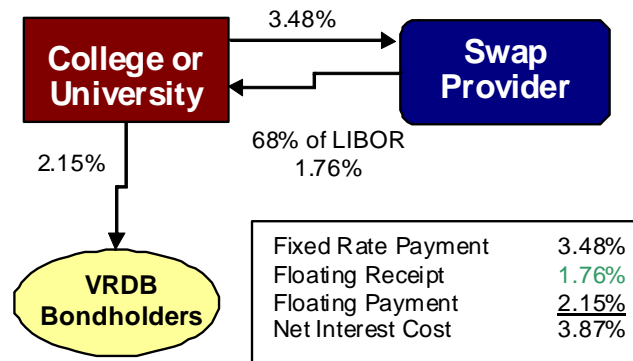 3.48%
College or
University
Swap
Provider
68% of LIBOR
1.76%
2.15%
VRDB
Bondholders
Fixed Rate Payment 3.48%
Floating Receipt 1.76%
Floating Payment 2.15%
Net Interest Cost 3.87%